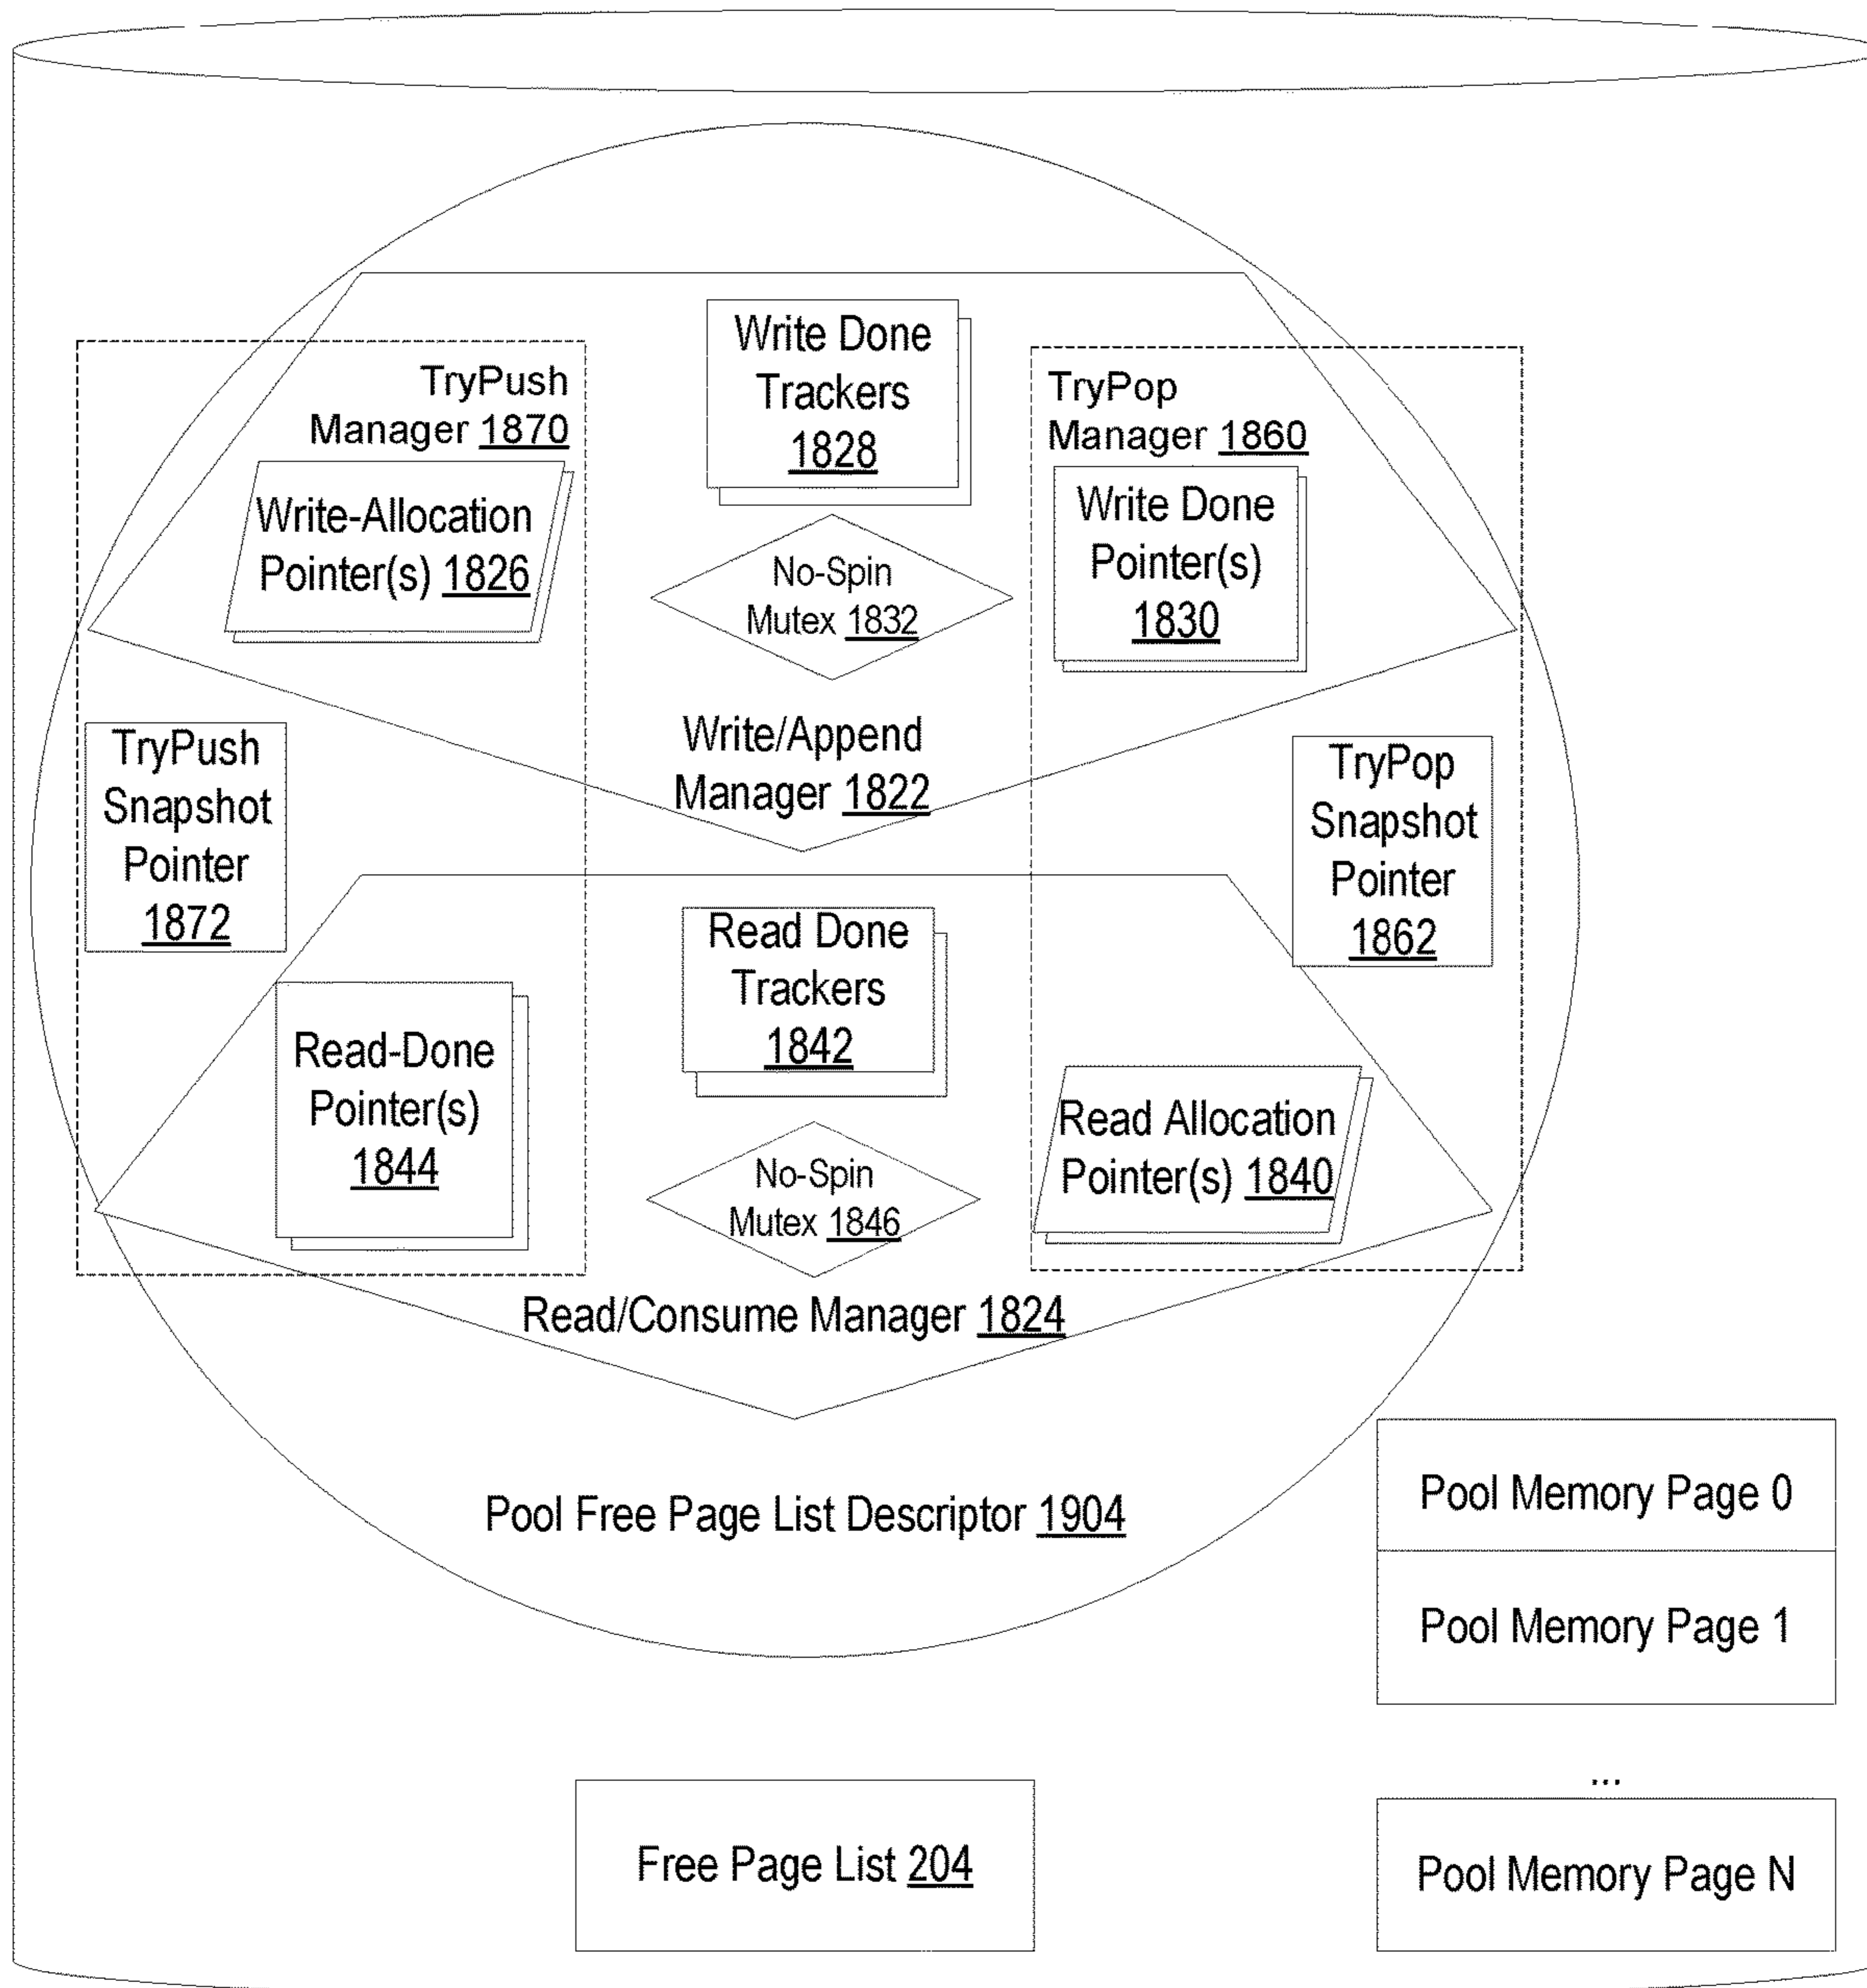 Write Done
Trackers
1828
TryPush
Manager 1870
TryPop
Manager 1860
Write-Allocation
Pointer(s) 1826
No-Spin
Mutex 1832
Write Done
Pointer(s)
1830
Write/Append
Manager 1822
TryPush
Snapshot
Pointer
1872
TryPop
Snapshot
Pointer
1862
Read Done
Trackers
1842
Read-Done
Pointer(s)
1844
No-Spin
Mutex 1846
Read Allocation
Pointer(s) 1840
Read/Consume Manager 1824
Pool Free Page List Descriptor 1904
Pool Memory Page 0
Pool Memory Page 1
...
Free Page List 204
Pool Memory Page N